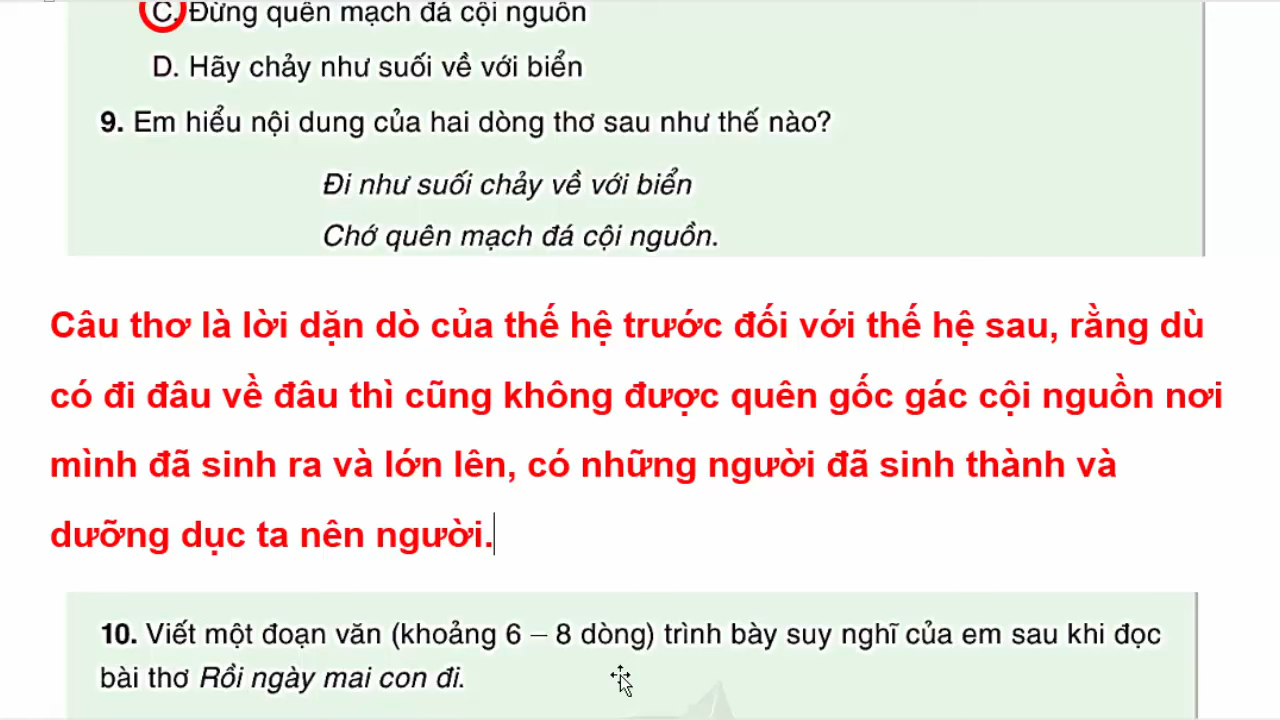 C. Đừng quên mạch đá cội nguồn
D. Hãy chảy như suối về với biển
9. Em hiểu nội dung của hai dòng thơ sau như thế nào?
Đi như suối chảy về với biển
Chớ quên mạch đá cội nguồn.
Câu thơ là lời dặn dò của thế hệ trước đối với thế hệ sau, rằng dù
có đi đâu về đâu thì cũng không được quên gốc gác cội nguồn nơi
mình đã sinh ra và lớn lên, có những người đã sinh thành và
dưỡng dục ta nên người.
10. Viết một đoạn văn (khoảng 6 – 8 dòng) trình bày suy nghĩ của em sau khi đọc
bài thơ Rồi ngày mai con đi.